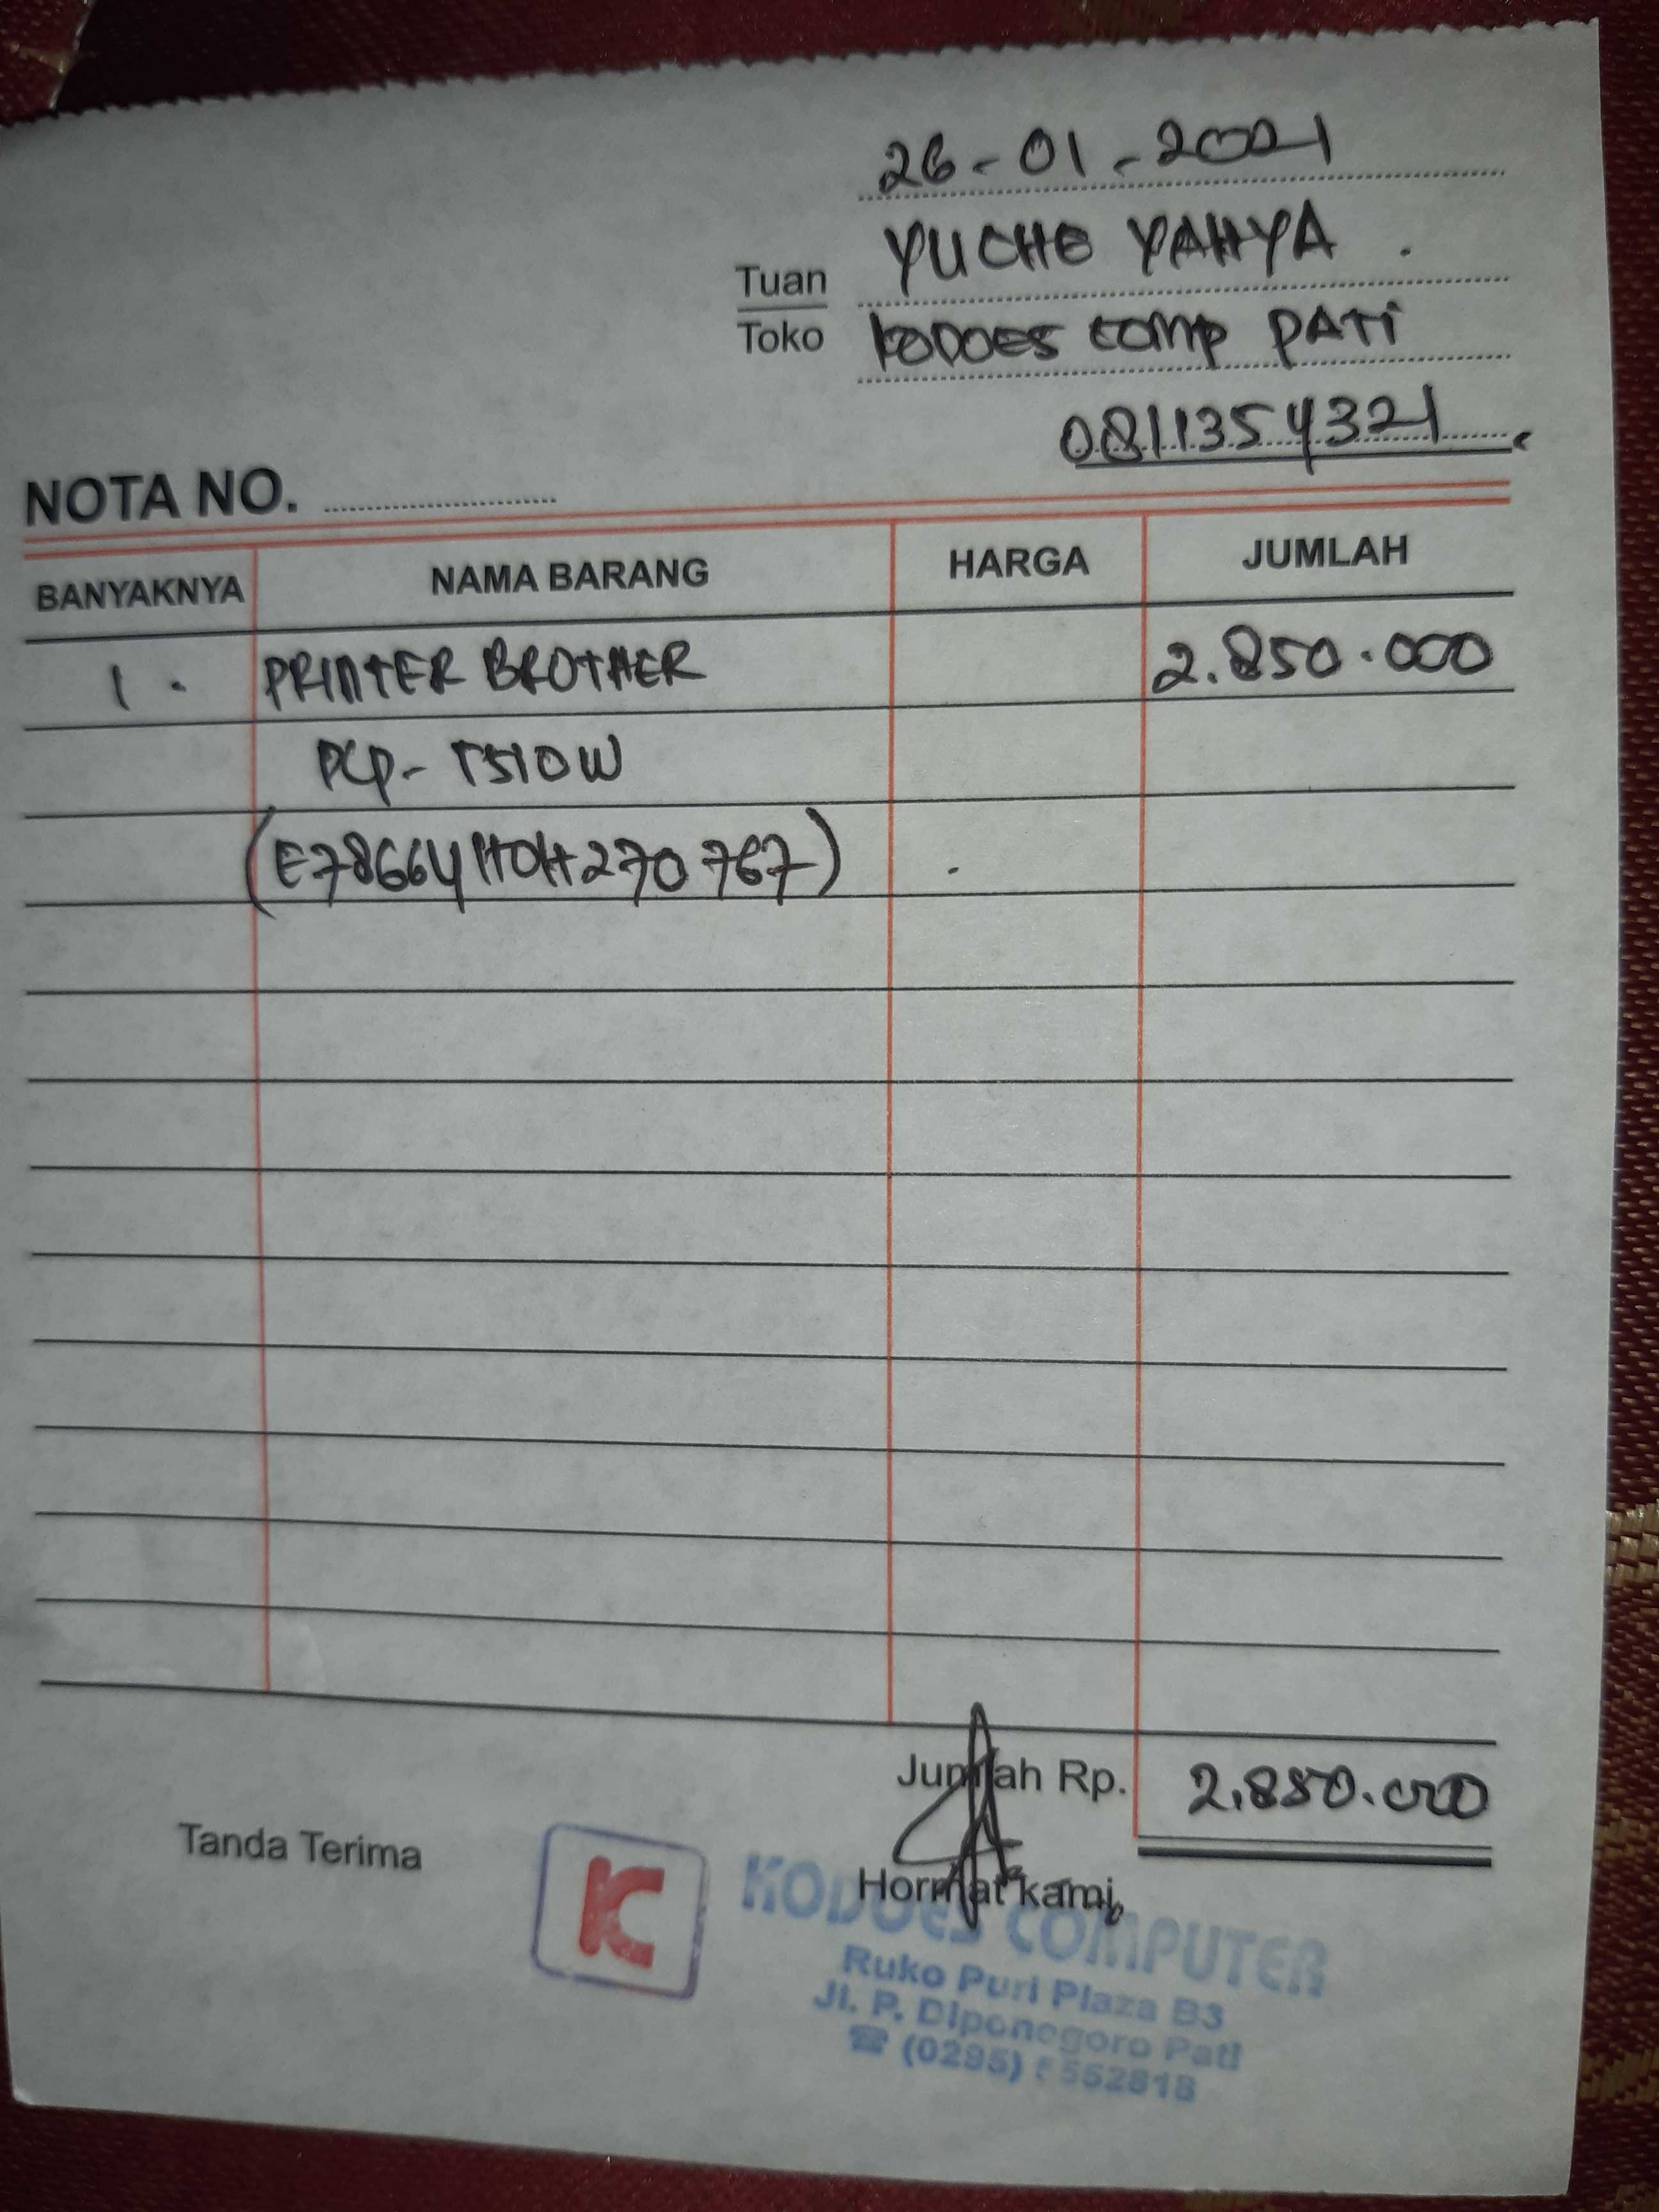 26-01-2021
Tuan YUCHE YAHYA
Toko KODOES COMP PATI
0811354321
NOTA NO.
BANYAKNYA NAMA BARANG HARGA JUMLAH
1. PRINTER BROTHER 2.850.000
DCP-T510W
(E78664H0H270767)
Jumlah Rp. 2.850.000
Tanda Terima
Hormat kami,
K
KODOES COMPUTER
Ruko Puri Plaza B3
Jl. P. Diponegoro Pati
☎ (0295)